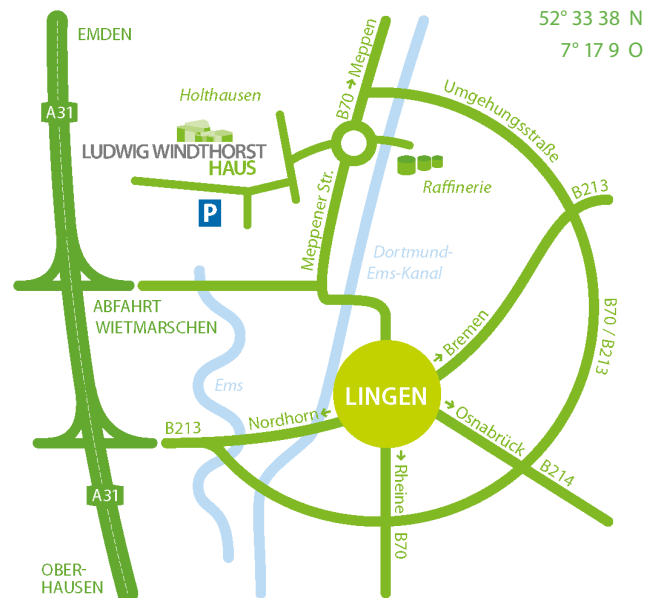 52° 33 38 N
7° 17 9 O
EMDEN
A31
Holthausen
LUDWIG WINDTHORST
HAUS
P
B70 → Meppen
Umgehungsstraße
B213
Raffinerie
Meppener Str.
Dortmund-
Ems-Kanal
ABFAHRT
WIETMARSCHEN
B70 / B213
→ Bremen
Ems
LINGEN
B213
Nordhorn ←
→ Osnabrück
B214
→ Rheine
B70
A31
OBER-
HAUSEN